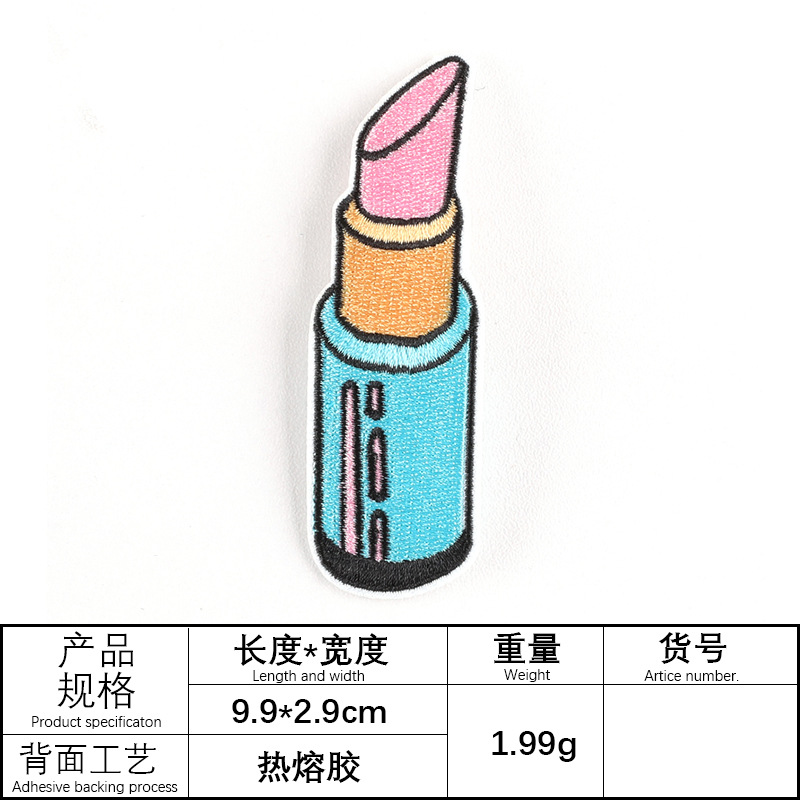 产品
规格
Product specificaton
长度*宽度
Length and width
重量
Weight
货号
Artice number.
9.9*2.9cm
1.99g
背面工艺
Adhesive backing process
热熔胶